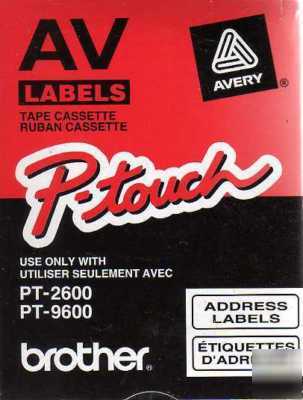 AV
LABELS
TAPE CASSETTE
RUBAN CASSETTE
AVERY
®
P-touch
USE ONLY WITH
UTILISER SEULEMENT AVEC
PT-2600
PT-9600
brother
ADDRESS
LABELS
ÉTIQUETTES